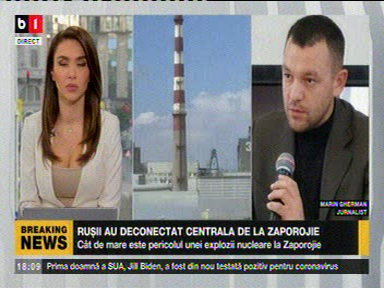 b1
DIRECT
MARIN GHERMAN
JURNALIST
BREAKING
NEWS
RUȘII AU DECONECTAT CENTRALA DE LA ZAPOROJIE
Cât de mare este pericolul unei explozii nucleare la Zaporojie
18:09 Prima doamnă a SUA, Jill Biden, a fost din nou testată pozitiv pentru coronavirus